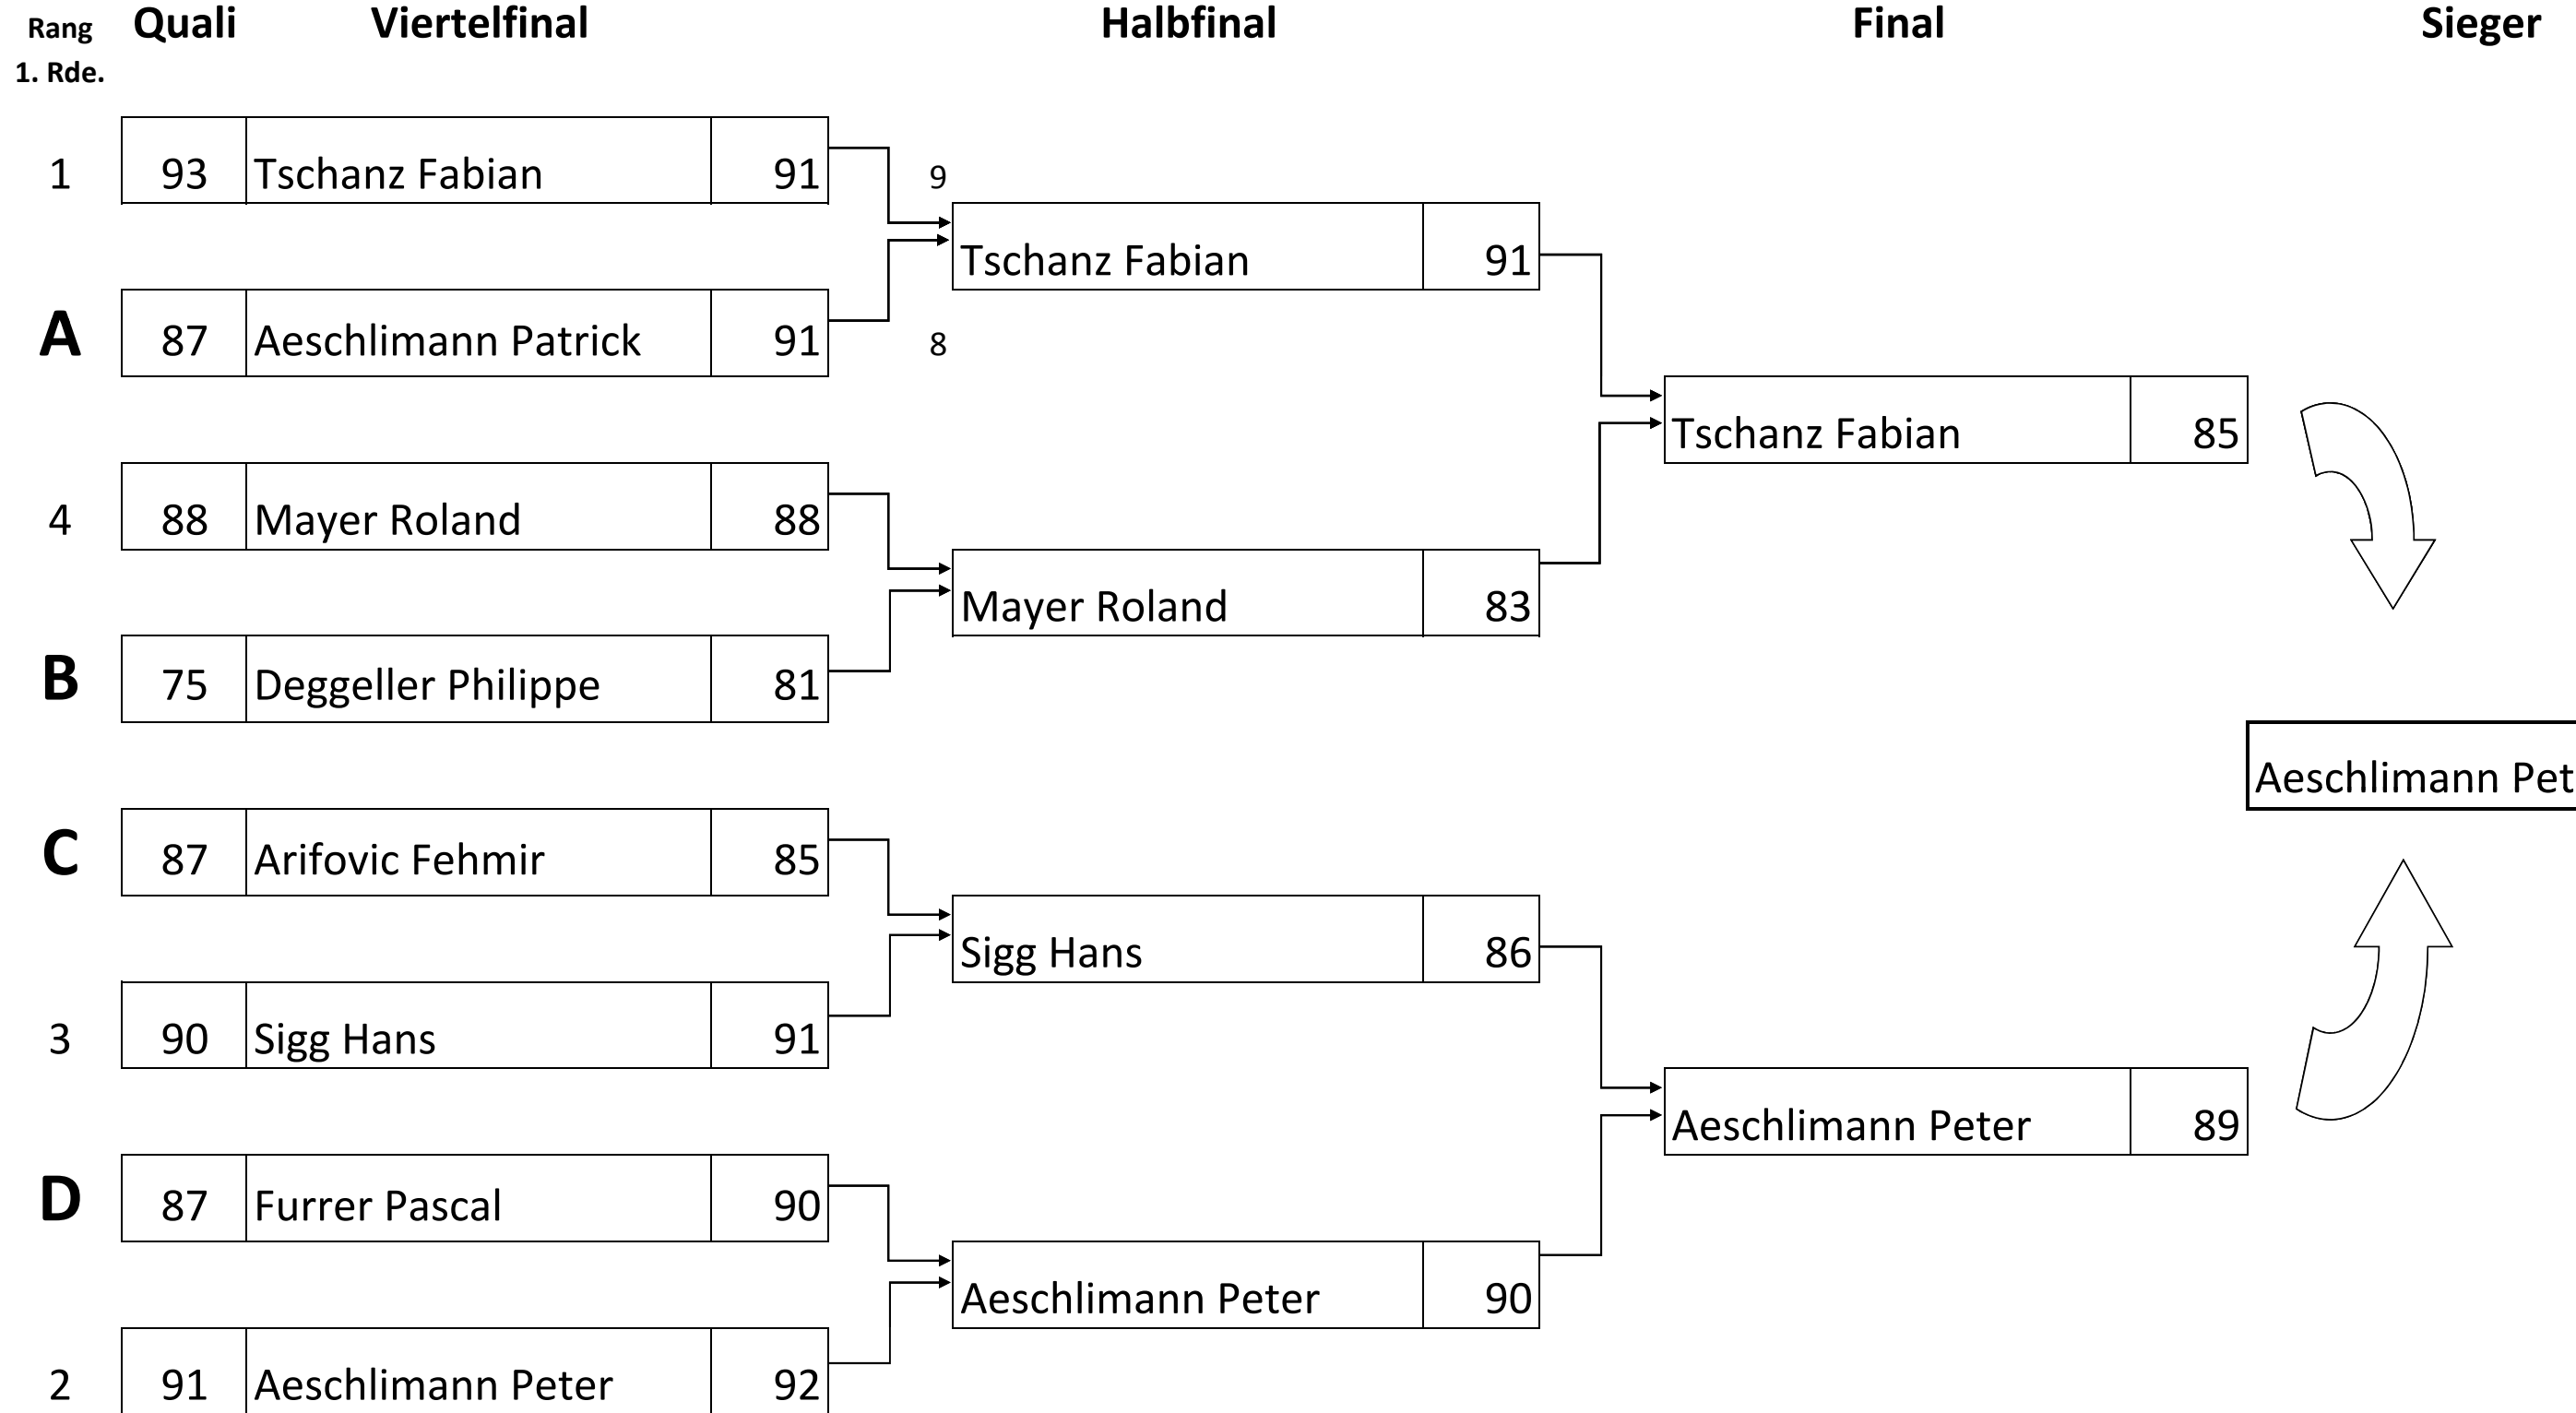 Rang Quali Viertelfinal Halbfinal Final Sieger
1. Rde.
1 93 Tschanz Fabian 91 9
Tschanz Fabian 91
A 87 Aeschlimann Patrick 91 8
Tschanz Fabian 85
4 88 Mayer Roland 88
Mayer Roland 83
B 75 Deggeller Philippe 81
Aeschlimann Pet
C 87 Arifovic Fehmir 85
Sigg Hans 86
3 90 Sigg Hans 91
Aeschlimann Peter 89
D 87 Furrer Pascal 90
Aeschlimann Peter 90
2 91 Aeschlimann Peter 92